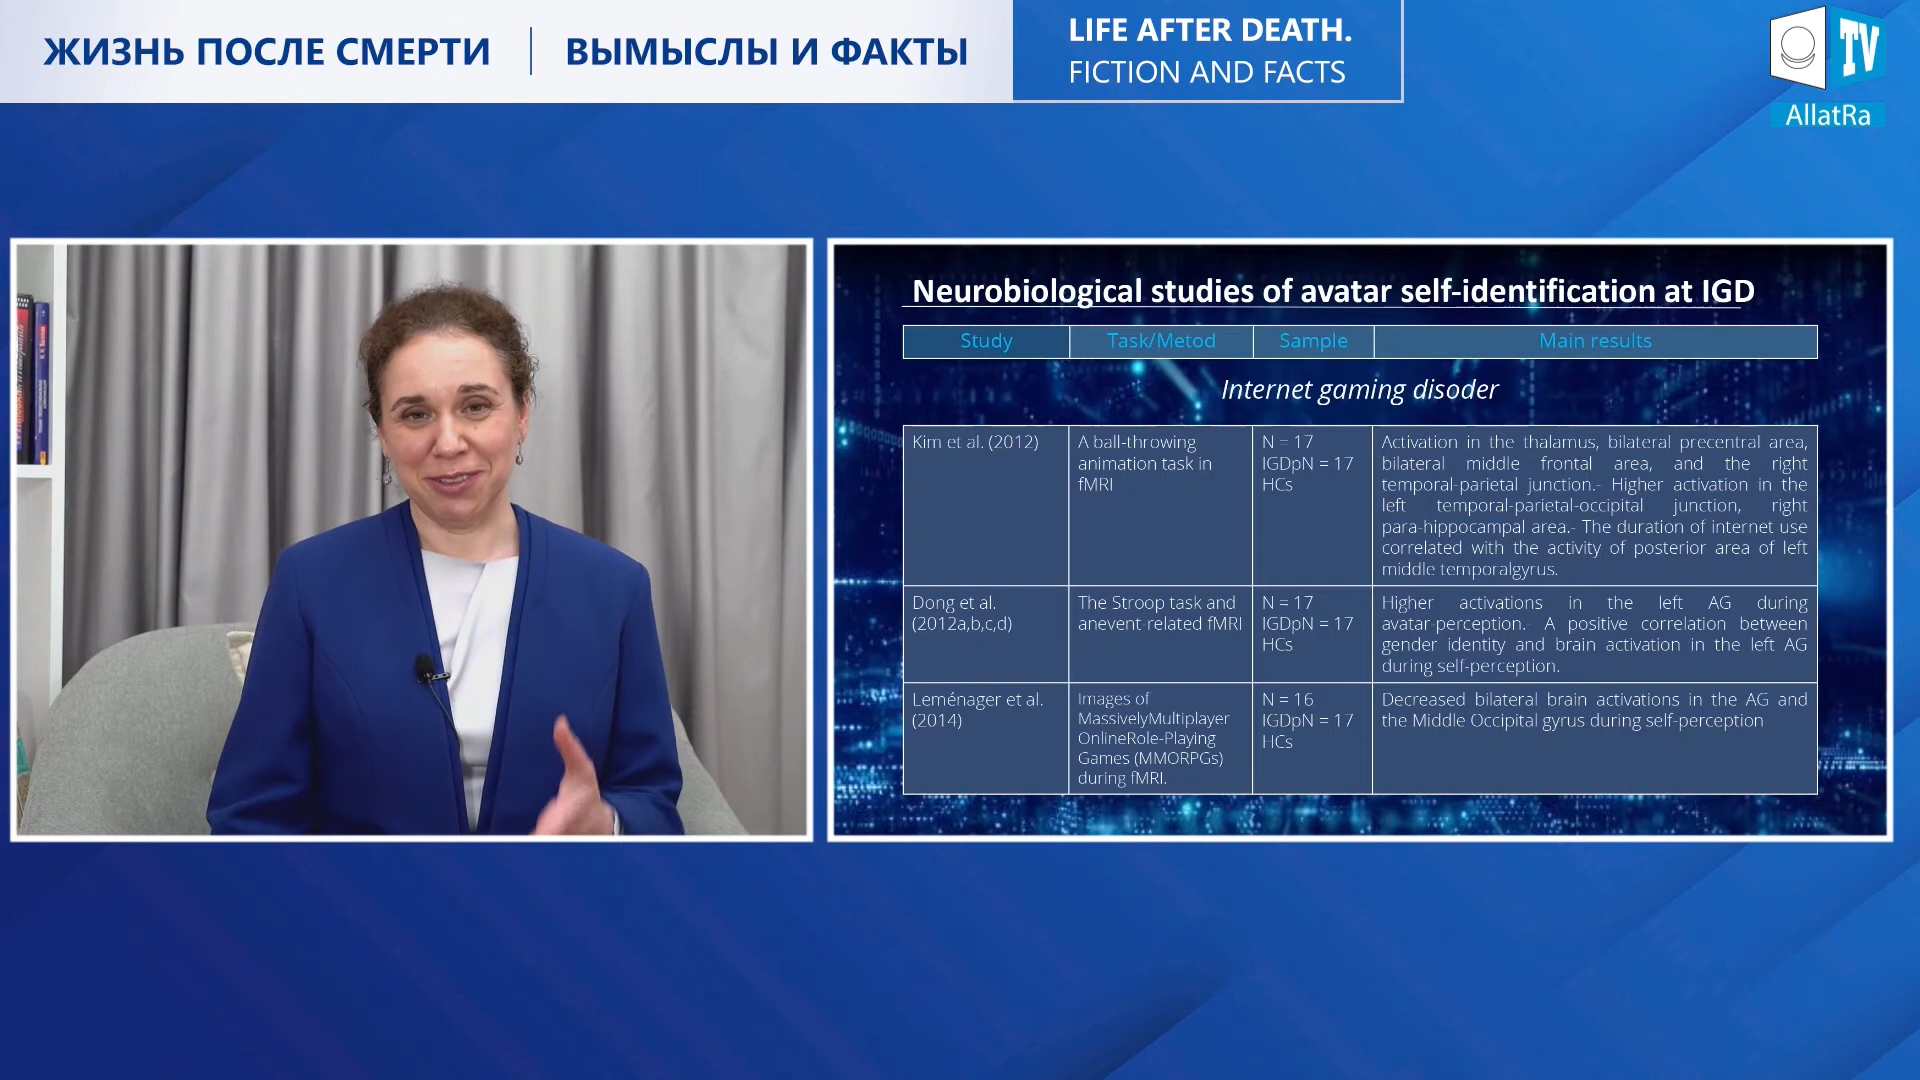 ЖИЗНЬ ПОСЛЕ СМЕРТИ
ВЫМЫСЛЫ И ФАКТЫ
LIFE AFTER DEATH.
FICTION AND FACTS
TV
AllatRa
Neurobiological studies of avatar self-identification at IGD
Study
Task/Metod
Sample
Main results
Internet gaming disoder
Kim et al. (2012)
A ball-throwing
animation task in
fMRI
N = 17
IGDpN = 17
HCs
Activation in the thalamus, bilateral precentral area,
bilateral middle frontal area, and the right
temporal-parietal junction.- Higher activation in the
left temporal-parietal-occipital junction, right
para-hippocampal area.- The duration of internet use
correlated with the activity of posterior area of left
middle temporalgyrus.
Dong et al.
(2012a,b,c,d)
The Stroop task and
anevent-related fMRI
N = 17
IGDpN = 17
HCs
Higher activations in the left AG during
avatar-perception.- A positive correlation between
gender identity and brain activation in the left AG
during self-perception.
Leménager et al.
(2014)
Images of
MassivelyMultiplayer
OnlineRole-Playing
Games (MMORPGs)
during fMRI.
N = 16
IGDpN = 17
HCs
Decreased bilateral brain activations in the AG and
the Middle Occipital gyrus during self-perception